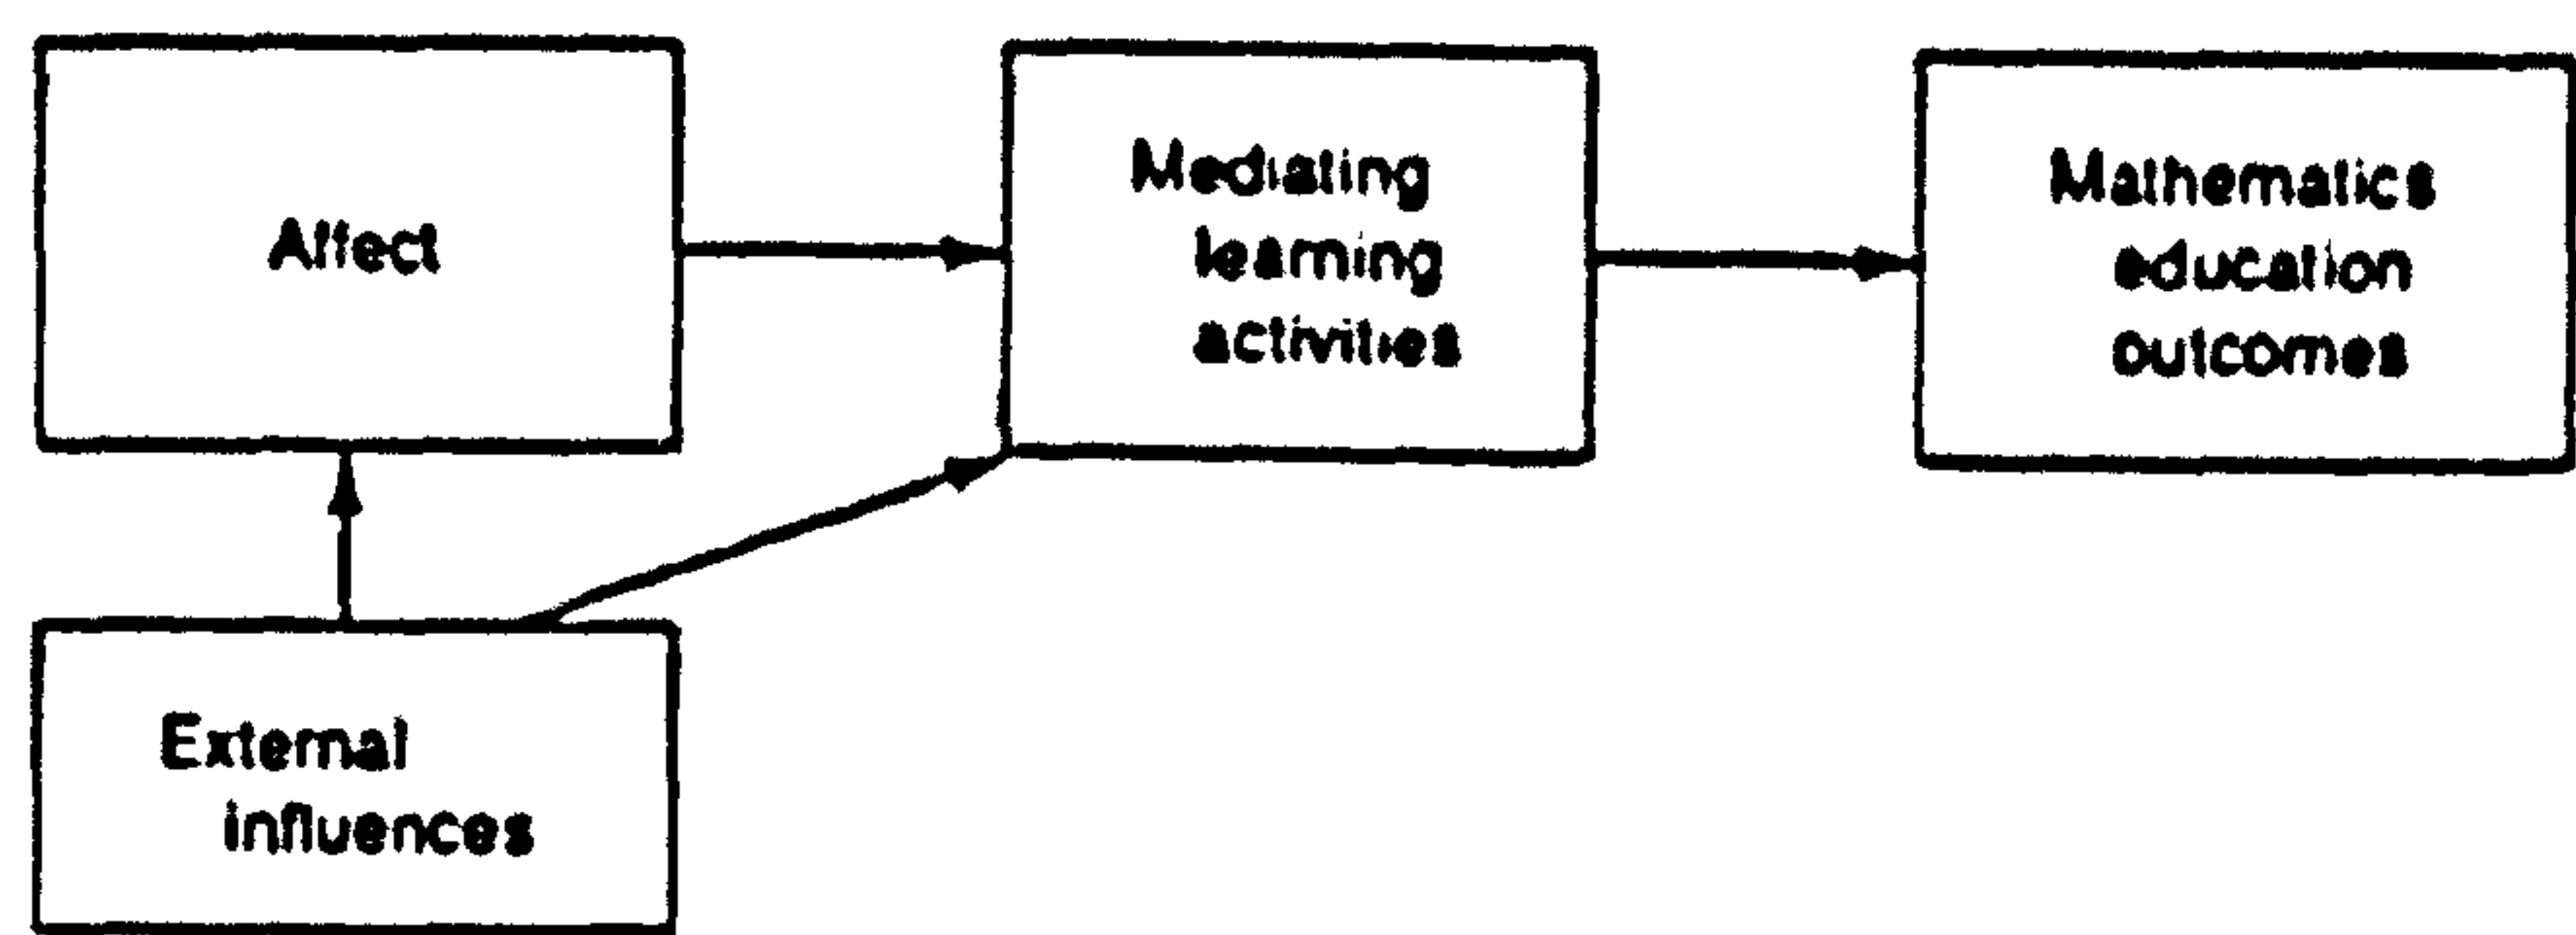 Affect
Mediating
learning
activities
Mathematics
education
outcomes
External
influences